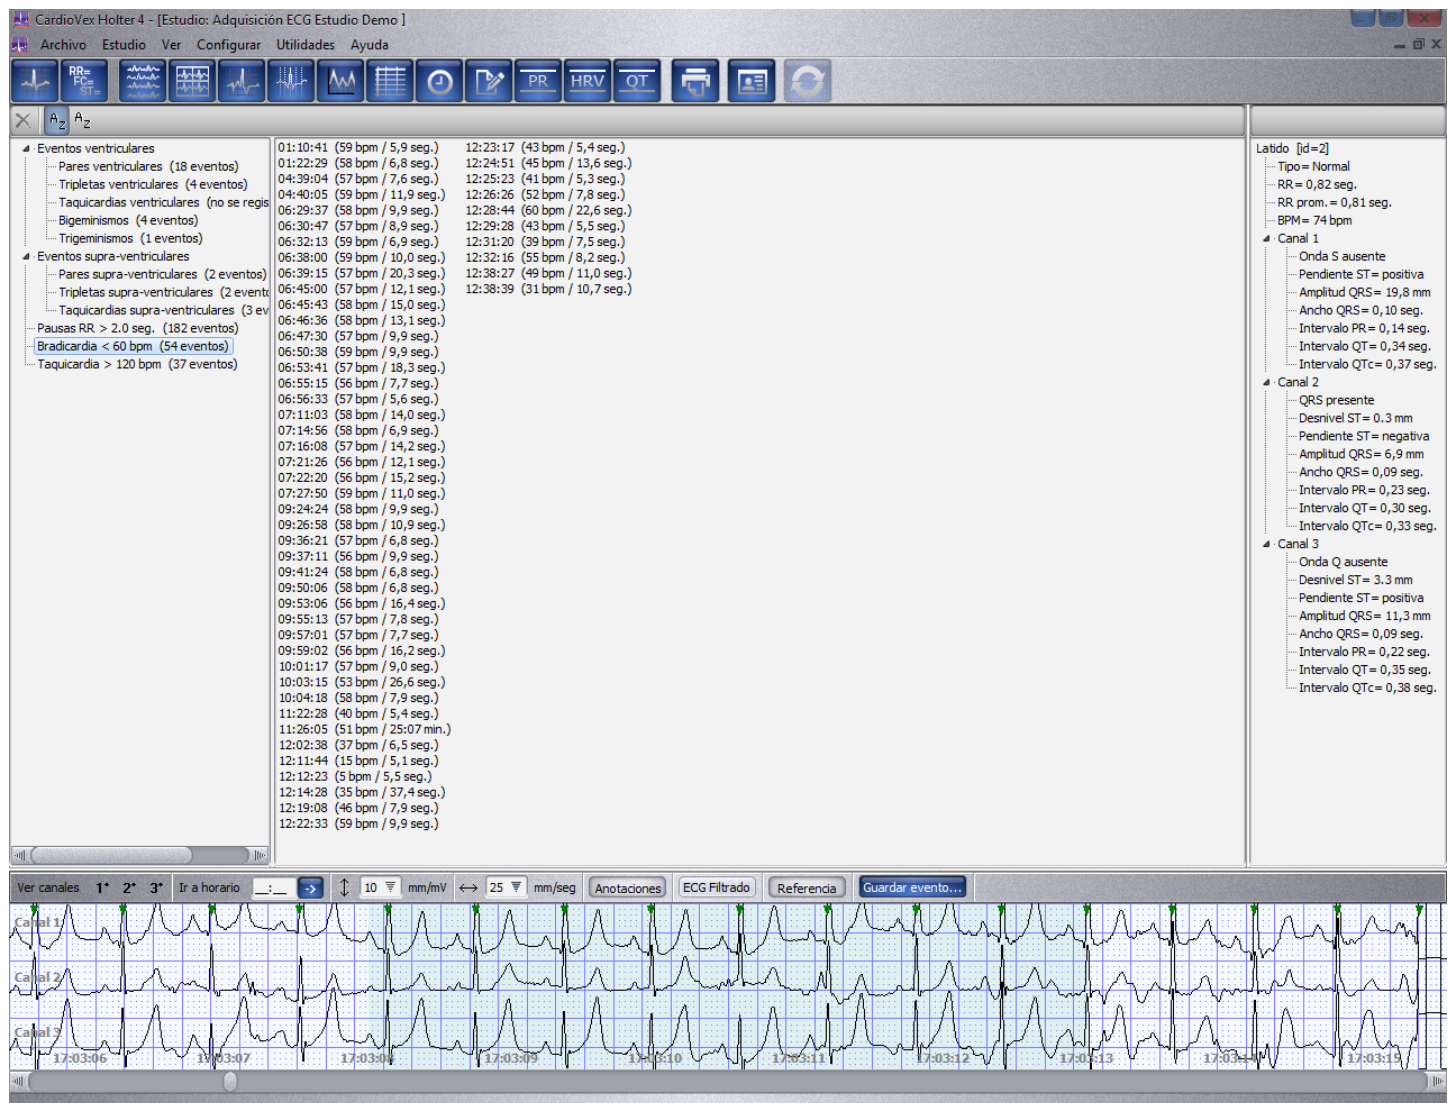 CardioVex Holter 4 - [Estudio: Adquisición ECG Estudio Demo ]
Archivo Estudio Ver Configurar Utilidades Ayuda
RR=
FC=
ST=
PR HRV QT
A
Z
A
Z
Eventos ventriculares
Pares ventriculares (18 eventos)
Tripletas ventriculares (4 eventos)
Taquicardias ventriculares (no se regis
Bigeminismos (4 eventos)
Trigeminismos (1 eventos)
Eventos supra-ventriculares
Pares supra-ventriculares (2 eventos)
Tripletas supra-ventriculares (2 evento
Taquicardias supra-ventriculares (3 ev
Pausas RR > 2.0 seg. (182 eventos)
Bradicardia < 60 bpm (54 eventos)
Taquicardia > 120 bpm (37 eventos)
01:10:41 (59 bpm / 5,9 seg.)
01:22:29 (58 bpm / 6,8 seg.)
04:39:04 (57 bpm / 7,6 seg.)
04:40:05 (59 bpm / 11,9 seg.)
06:29:37 (58 bpm / 9,9 seg.)
06:30:47 (57 bpm / 8,9 seg.)
06:32:13 (59 bpm / 6,9 seg.)
06:38:00 (59 bpm / 10,0 seg.)
06:39:15 (57 bpm / 20,3 seg.)
06:45:00 (57 bpm / 12,1 seg.)
06:45:43 (58 bpm / 15,0 seg.)
06:46:36 (58 bpm / 13,1 seg.)
06:47:30 (57 bpm / 9,9 seg.)
06:50:38 (59 bpm / 9,9 seg.)
06:53:41 (57 bpm / 18,3 seg.)
06:55:15 (56 bpm / 7,7 seg.)
06:56:33 (57 bpm / 5,6 seg.)
07:11:03 (58 bpm / 14,0 seg.)
07:14:56 (58 bpm / 6,9 seg.)
07:16:08 (57 bpm / 14,2 seg.)
07:21:26 (56 bpm / 12,1 seg.)
07:22:20 (56 bpm / 15,2 seg.)
07:27:50 (59 bpm / 11,0 seg.)
09:24:24 (58 bpm / 9,9 seg.)
09:26:58 (58 bpm / 10,9 seg.)
09:36:21 (57 bpm / 6,8 seg.)
09:37:11 (56 bpm / 9,9 seg.)
09:41:24 (58 bpm / 6,8 seg.)
09:50:06 (58 bpm / 6,8 seg.)
09:53:06 (56 bpm / 16,4 seg.)
09:55:13 (57 bpm / 7,8 seg.)
09:57:01 (57 bpm / 7,7 seg.)
09:59:02 (56 bpm / 16,2 seg.)
10:01:17 (57 bpm / 9,0 seg.)
10:03:15 (53 bpm / 26,6 seg.)
10:04:18 (58 bpm / 7,9 seg.)
11:22:28 (40 bpm / 5,4 seg.)
11:26:05 (51 bpm / 25:07 min.)
12:02:38 (37 bpm / 6,5 seg.)
12:11:44 (15 bpm / 5,1 seg.)
12:12:23 (5 bpm / 5,5 seg.)
12:14:28 (35 bpm / 37,4 seg.)
12:19:08 (46 bpm / 7,9 seg.)
12:22:33 (59 bpm / 9,9 seg.)
12:23:17 (43 bpm / 5,4 seg.)
12:24:51 (45 bpm / 13,6 seg.)
12:25:23 (41 bpm / 5,3 seg.)
12:26:26 (52 bpm / 7,8 seg.)
12:28:44 (60 bpm / 22,6 seg.)
12:29:28 (43 bpm / 5,5 seg.)
12:31:20 (39 bpm / 7,5 seg.)
12:32:16 (55 bpm / 8,2 seg.)
12:38:27 (49 bpm / 11,0 seg.)
12:38:39 (31 bpm / 10,7 seg.)
Latido [id=2]
Tipo= Normal
RR= 0,82 seg.
RR prom.= 0,81 seg.
BPM= 74 bpm
Canal 1
Onda S ausente
Pendiente ST= positiva
Amplitud QRS= 19,8 mm
Ancho QRS= 0,10 seg.
Intervalo PR= 0,14 seg.
Intervalo QT= 0,34 seg.
Intervalo QTc= 0,37 seg.
Canal 2
QRS presente
Desnivel ST= 0.3 mm
Pendiente ST= negativa
Amplitud QRS= 6,9 mm
Ancho QRS= 0,09 seg.
Intervalo PR= 0,23 seg.
Intervalo QT= 0,30 seg.
Intervalo QTc= 0,33 seg.
Canal 3
Onda Q ausente
Desnivel ST= 3.3 mm
Pendiente ST= positiva
Amplitud QRS= 11,3 mm
Ancho QRS= 0,09 seg.
Intervalo PR= 0,22 seg.
Intervalo QT= 0,35 seg.
Intervalo QTc= 0,38 seg.
Ver canales 1* 2* 3* Ir a horario __:__ -> 10 mm/mV 25 mm/seg Anotaciones ECG Filtrado Referencia Guardar evento...
Canal 1
Canal 2
Canal 3
17:03:06 17:03:07 17:03:08 17:03:09 17:03:10 17:03:11 17:03:12 17:03:13 17:03:14 17:03:15